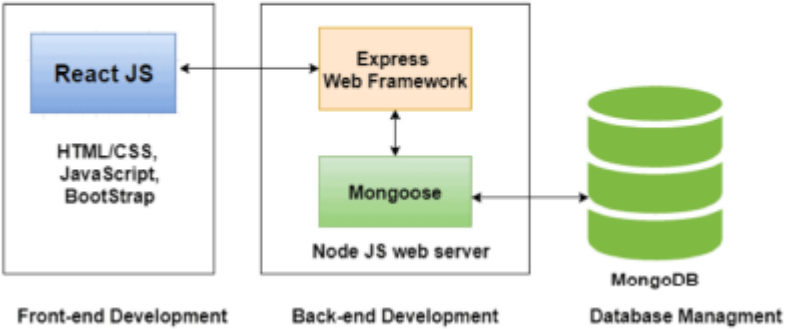 React JS
HTML/CSS,
JavaScript,
BootStrap
Front-end Development
Express
Web Framework
Mongoose
Node JS web server
Back-end Development
MongoDB
Database Managment